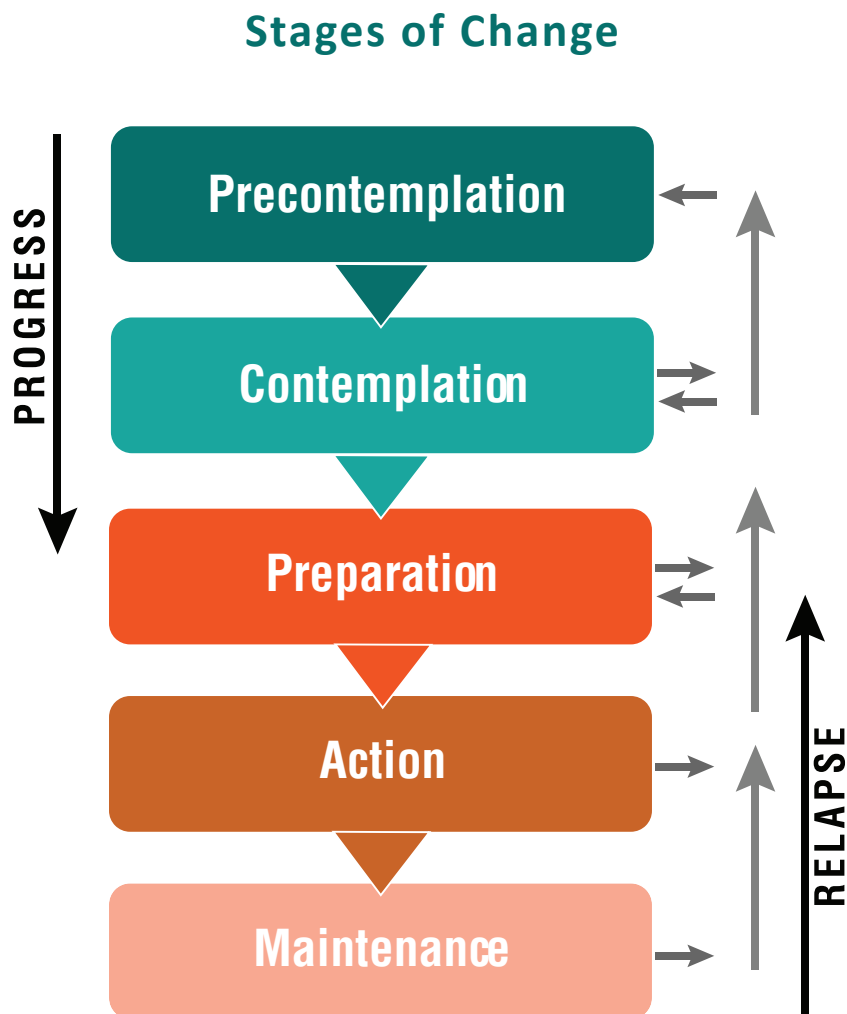 Stages of Change
PROGRESS
Precontemplation
Contemplation
Preparation
Action
Maintenance
RELAPSE